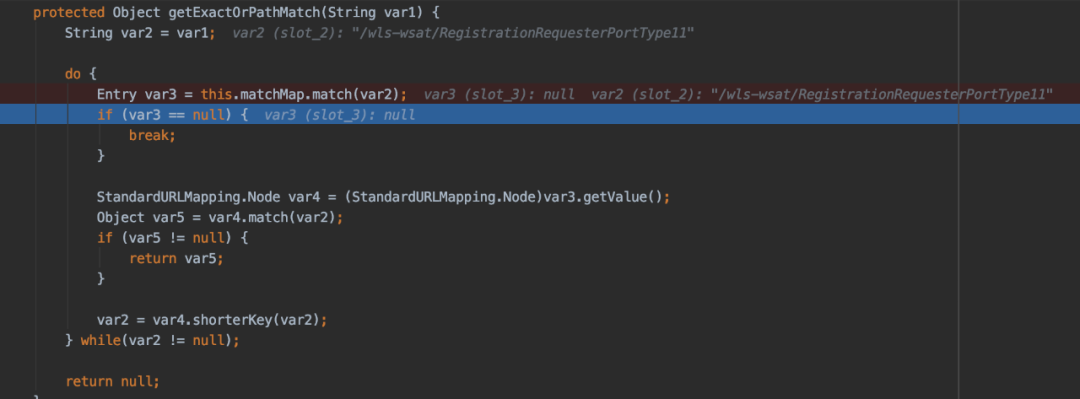 protected Object getExactOrPathMatch(String var1) {
String var2 = var1; var2 (slot_2): "/wls-wsat/RegistrationRequesterPortType11"
do {
Entry var3 = this.matchMap.match(var2); var3 (slot_3): null var2 (slot_2): "/wls-wsat/RegistrationRequesterPortType11"
if (var3 == null) { var3 (slot_3): null
break;
}
StandardURLMapping.Node var4 = (StandardURLMapping.Node)var3.getValue();
Object var5 = var4.match(var2);
if (var5 != null) {
return var5;
}
var2 = var4.shorterKey(var2);
} while(var2 != null);
return null;